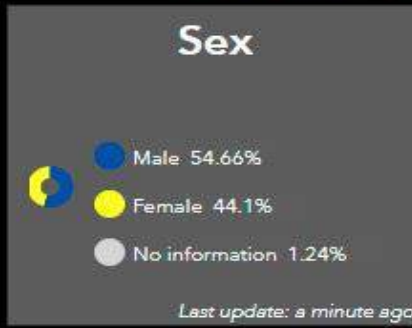 Sex
Male 54.66%
Female 44.1%
No information 1.24%
Last update: a minute ago